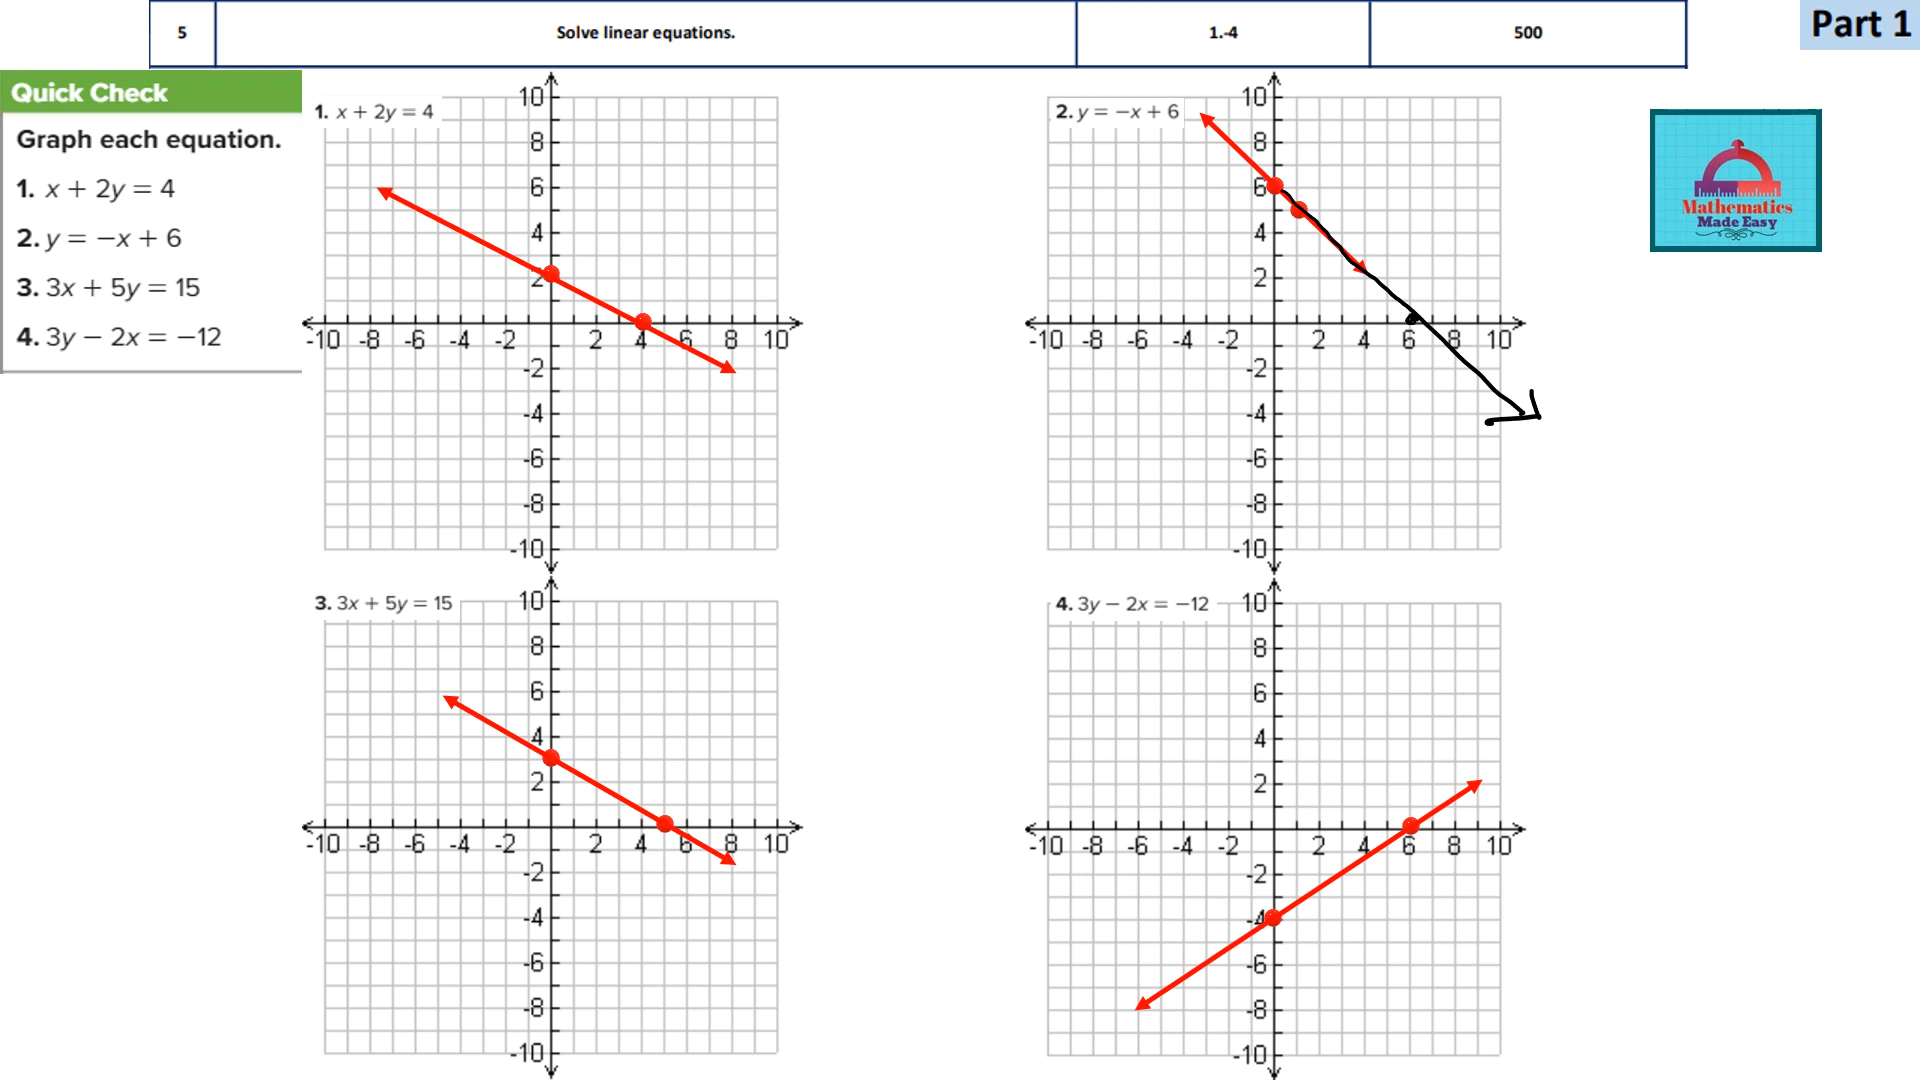 5 Solve linear equations. 1.-4 500
Part 1
Quick Check
Graph each equation.
1. x + 2y = 4
2. y = −x + 6
3. 3x + 5y = 15
4. 3y − 2x = −12
1. x + 2y = 4
10
8
6
4
2
-10 -8 -6 -4 -2 2 4 6 8 10
-2
-4
-6
-8
-10
2. y = −x + 6
10
8
6
4
2
-10 -8 -6 -4 -2 2 4 6 8 10
-2
-4
-6
-8
-10
Mathematics
Made Easy
3. 3x + 5y = 15
10
8
6
4
2
-10 -8 -6 -4 -2 2 4 6 8 10
-2
-4
-6
-8
-10
4. 3y − 2x = −12
10
8
6
4
2
-10 -8 -6 -4 -2 2 4 6 8 10
-2
-4
-6
-8
-10